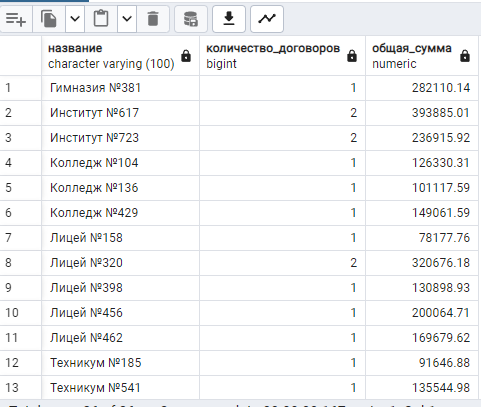 название количество_договоров общая_сумма
character varying (100) bigint numeric
1 Гимназия №381 1 282110.14
2 Институт №617 2 393885.01
3 Институт №723 2 236915.92
4 Колледж №104 1 126330.31
5 Колледж №136 1 101117.59
6 Колледж №429 1 149061.59
7 Лицей №158 1 78177.76
8 Лицей №320 2 320676.18
9 Лицей №398 1 130898.93
10 Лицей №456 1 200064.71
11 Лицей №462 1 169679.62
12 Техникум №185 1 91646.88
13 Техникум №541 1 135544.98